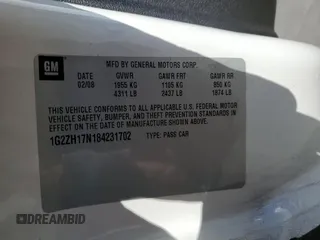 GM
MFD BY GENERAL MOTORS CORP.
DATE GVWR GAWR FRT GAWR RR
02/08 1955 KG 1105 KG 850 KG
4311 LB 2437 LB 1874 LB
THIS VEHICLE CONFORMS TO ALL APPLICABLE U.S. FEDERAL MOTOR
VEHICLE SAFETY, BUMPER, AND THEFT PREVENTION STANDARDS
IN EFFECT ON THE DATE OF MANUFACTURE SHOWN ABOVE.
1G2ZH17N184231702 TYPE: PASS CAR
AUTOBIDMASTER